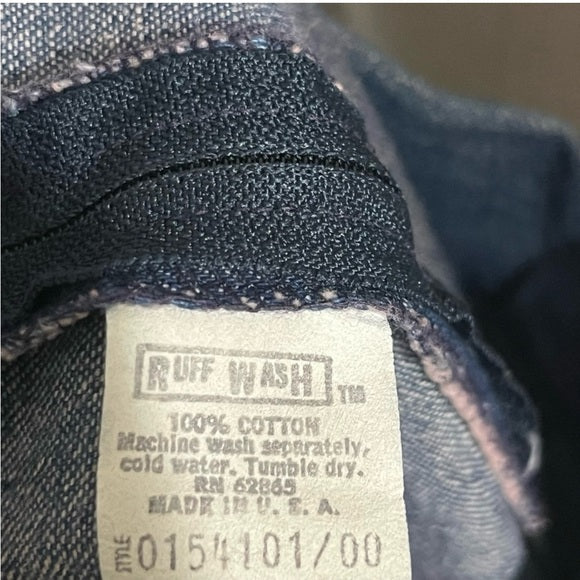 RUFF WASH TM
100% COTTON
Machine wash separately,
cold water. Tumble dry.
RN 62865
MADE IN U.S.A.
STYLE 0154101/00